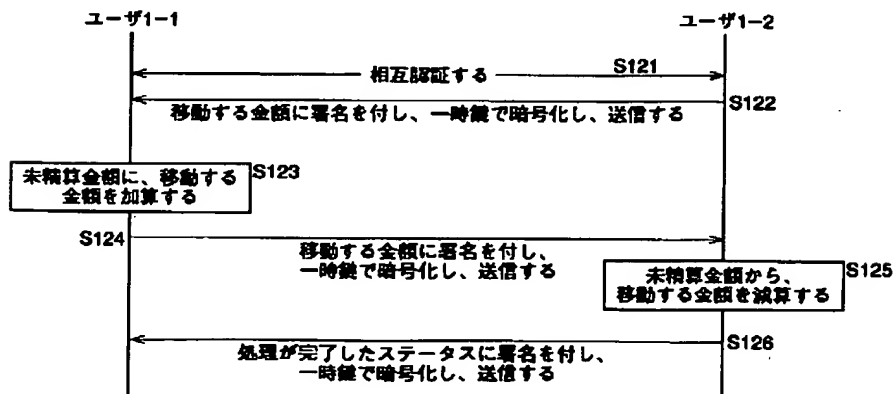 ユーザ1-1
ユーザ1-2
相互認証する
S121
S122
移動する金額に署名を付し、一時鍵で暗号化し、送信する
未精算金額に、移動する
金額を加算する
S123
S124
移動する金額に署名を付し、
一時鍵で暗号化し、送信する
未精算金額から、
移動する金額を減算する
S125
S126
処理が完了したステータスに署名を付し、
一時鍵で暗号化し、送信する